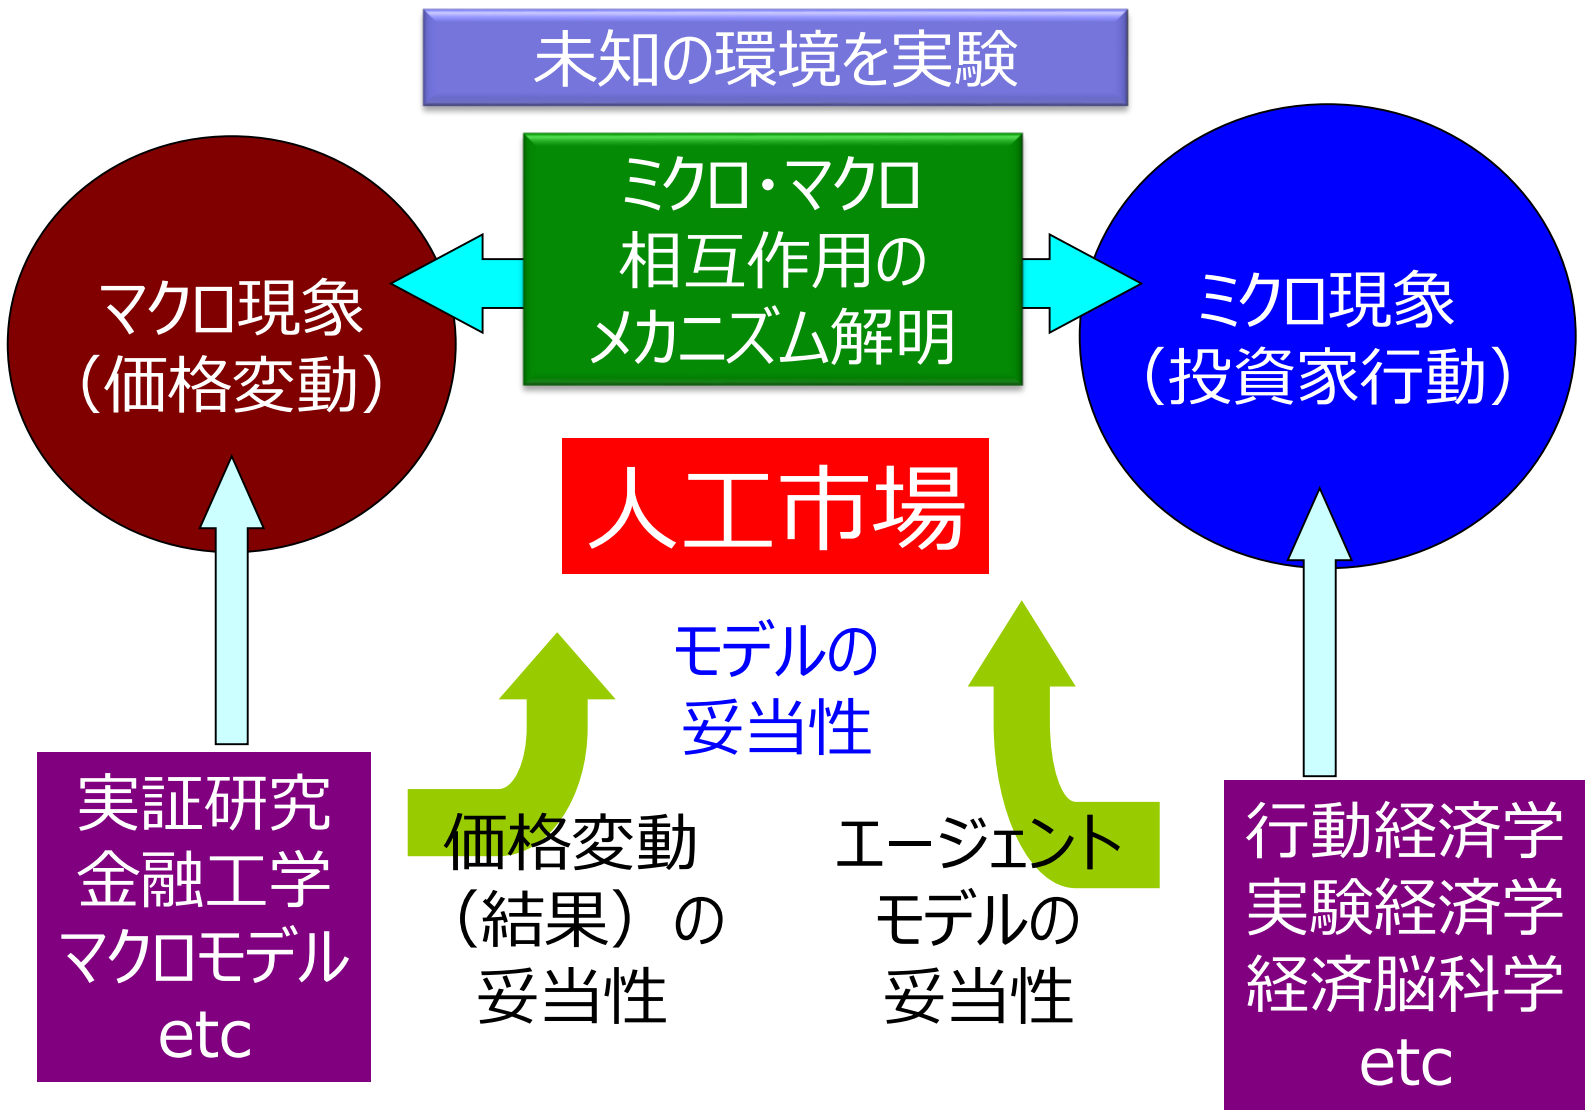 未知の環境を実験
ミクロ・マクロ
相互作用の
メカニズム解明
マクロ現象
（価格変動）
ミクロ現象
（投資家行動）
人工市場
モデルの
妥当性
実証研究
金融工学
マクロモデル
etc
価格変動
（結果）の
妥当性
エージェント
モデルの
妥当性
行動経済学
実験経済学
経済脳科学
etc